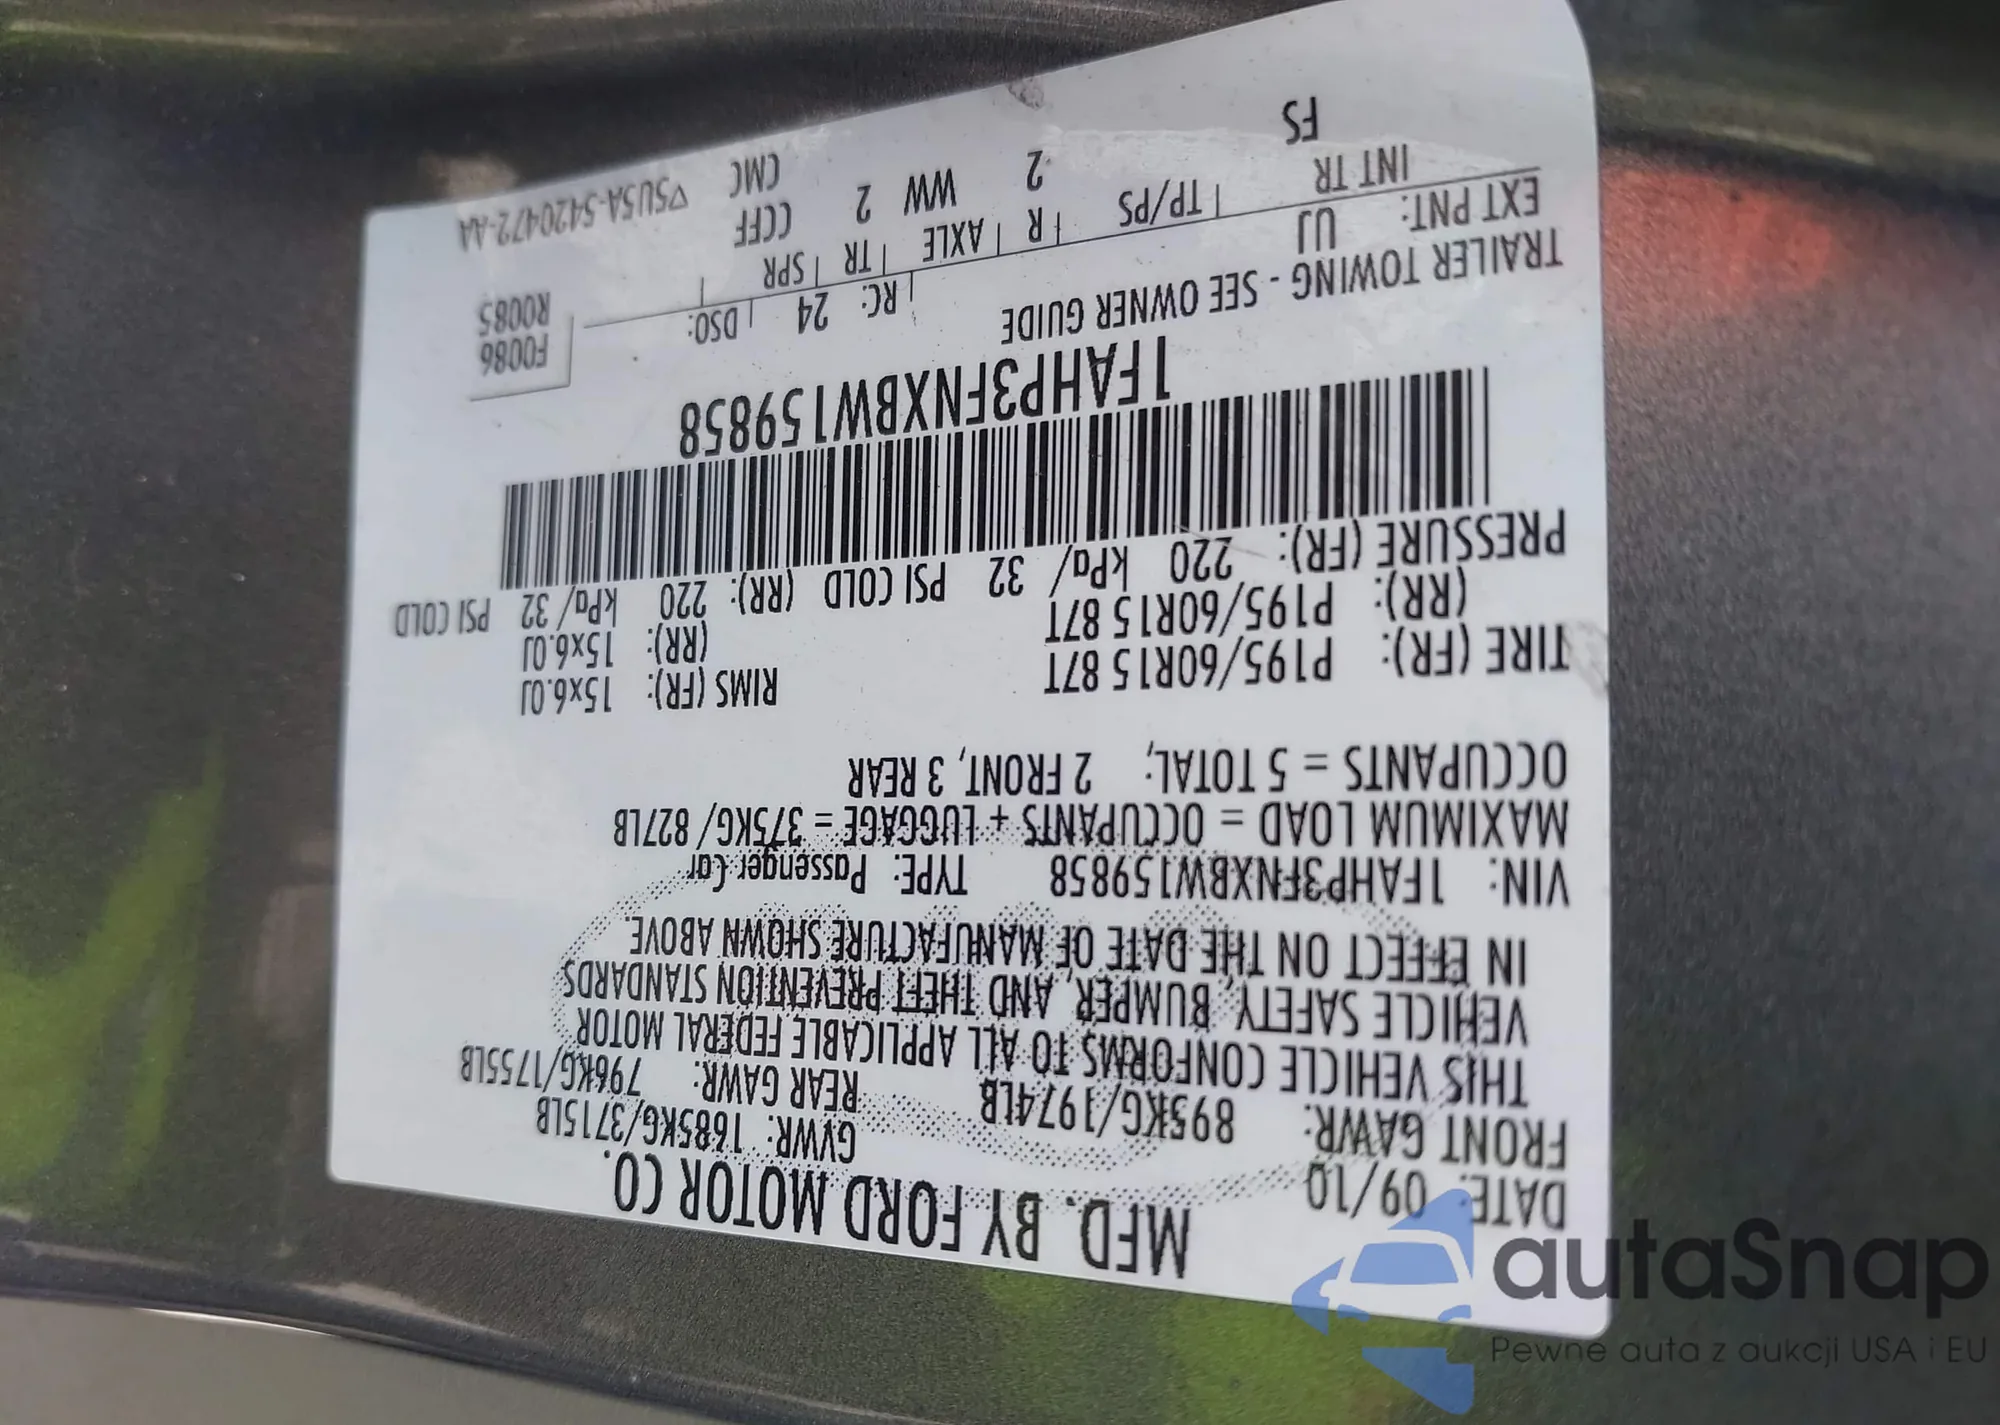 MFD. BY FORD MOTOR CO.
DATE: 09/10 GVWR: 1685KG/3715LB
FRONT GAWR: 895KG/1974LB REAR GAWR: 796KG/1755LB
THIS VEHICLE CONFORMS TO ALL APPLICABLE FEDERAL MOTOR
VEHICLE SAFETY, BUMPER, AND THEFT PREVENTION STANDARDS
IN EFFECT ON THE DATE OF MANUFACTURE SHOWN ABOVE.
VIN: 1FAHP3FNXBW159858 TYPE: Passenger Car
MAXIMUM LOAD = OCCUPANTS + LUGGAGE = 375KG/ 827LB
OCCUPANTS = 5 TOTAL; 2 FRONT, 3 REAR
TIRE (FR): P195/60R15 87T RIMS (FR): 15x6.0J
(RR): P195/60R15 87T (RR): 15x6.0J
PRESSURE (FR): 220 kPa/ 32 PSI COLD (RR): 220 kPa/ 32 PSI COLD
1FAHP3FNXBW159858
F0086
R0085
TRAILER TOWING - SEE OWNER GUIDE
EXT PNT: UJ RC: 24 DSO:
INT TR TP/PS R AXLE TR SPR
FS 2 WW 2 CCFF
CMC
▽5U5A-5420472-AA
autaSnap
Pewne auta z aukcji USA i EU